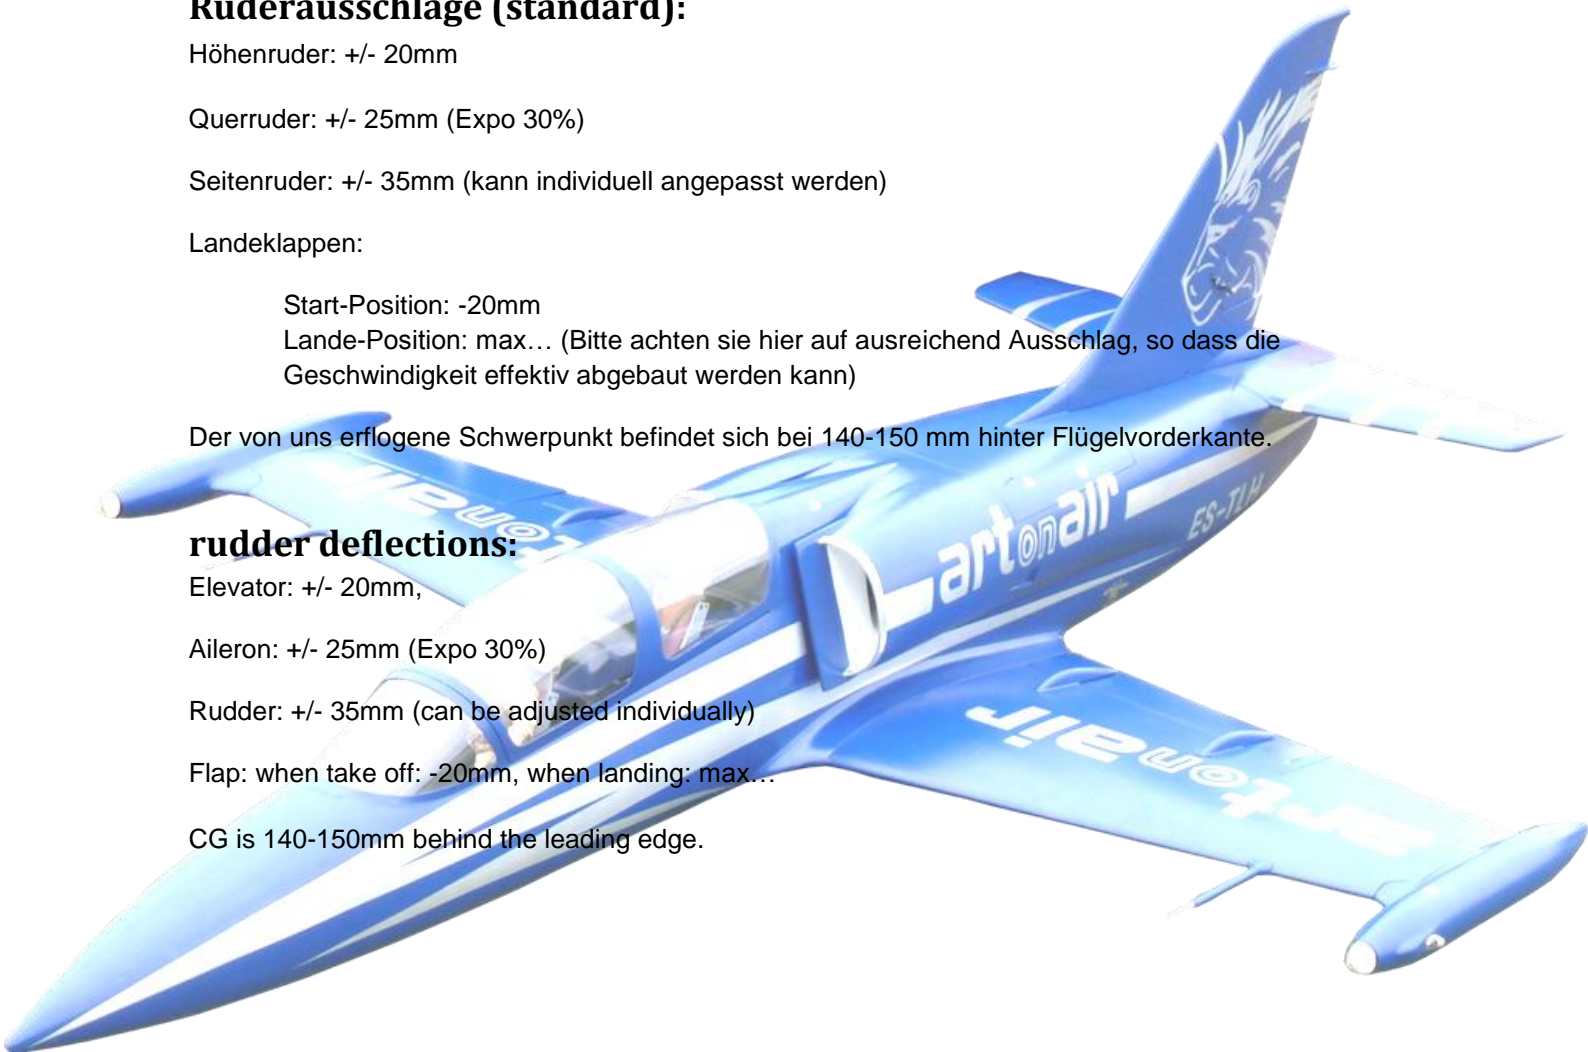 Ruderausschläge (standard):
Höhenruder: +/- 20mm
Querruder: +/- 25mm (Expo 30%)
Seitenruder: +/- 35mm (kann individuell angepasst werden)
Landeklappen:
Start-Position: -20mm
Lande-Position: max… (Bitte achten sie hier auf ausreichend Ausschlag, so dass die
Geschwindigkeit effektiv abgebaut werden kann)
Der von uns erflogene Schwerpunkt befindet sich bei 140-150 mm hinter Flügelvorderkante.
rudder deflections:
Elevator: +/- 20mm,
Aileron: +/- 25mm (Expo 30%)
Rudder: +/- 35mm (can be adjusted individually)
Flap: when take off: -20mm, when landing: max…
CG is 140-150mm behind the leading edge.
artonair
ES-TLH
artonair
artonair